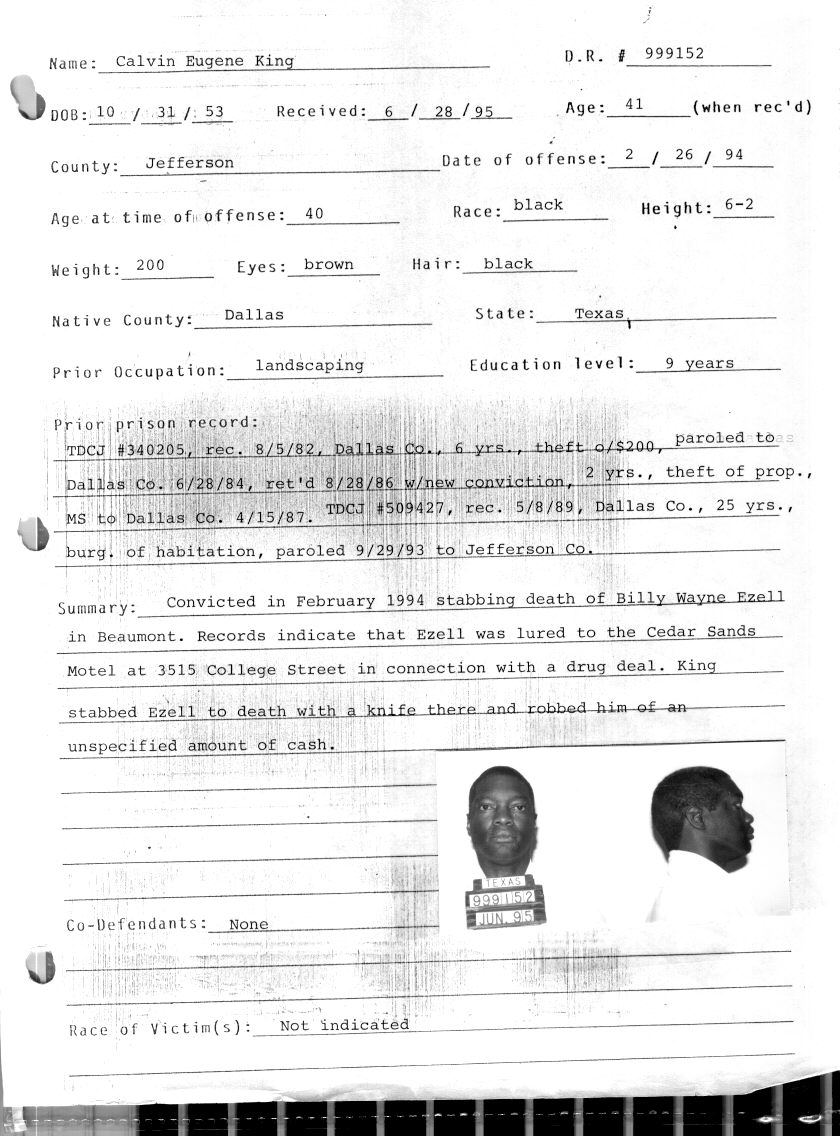 Name: Calvin Eugene King D.R. # 999152
DOB: 10 / 31 / 53 Received: 6 / 28 / 95 Age: 41 (when rec'd)
County: Jefferson Date of offense: 2 / 26 / 94
Age at time of offense: 40 Race: black Height: 6-2
Weight: 200 Eyes: brown Hair: black
Native County: Dallas State: Texas
Prior Occupation: landscaping Education level: 9 years
Prior prison record:
TDCJ #340205, rec. 8/5/82, Dallas Co., 6 yrs., theft o/$200, paroled to
Dallas Co. 6/28/84, ret'd 8/28/86 w/new conviction, 2 yrs., theft of prop.,
MS to Dallas Co. 4/15/87. TDCJ #509427, rec. 5/8/89, Dallas Co., 25 yrs.,
burg. of habitation, paroled 9/29/93 to Jefferson Co.
Summary: Convicted in February 1994 stabbing death of Billy Wayne Ezell
in Beaumont. Records indicate that Ezell was lured to the Cedar Sands
Motel at 3515 College Street in connection with a drug deal. King
stabbed Ezell to death with a knife there and robbed him of an
unspecified amount of cash.
TEXAS
999152
JUN 95
Co-Defendants: None
Race of Victim(s): Not indicated